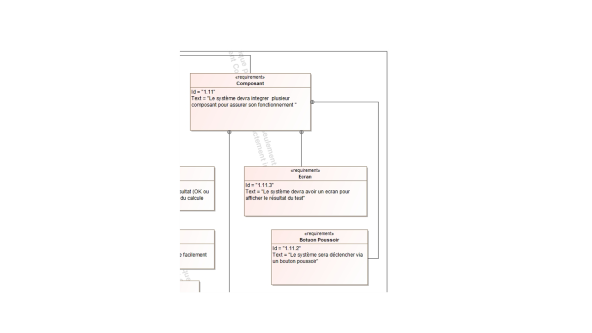 «requirement»
Composant
Id = "1.11"
Text = "Le système devra integrer plusieur
composant pour assurer son fonctionnement "
«requirement»
Ecran
Id = "1.11.3"
Text = "Le système devra avoir un ecran pour
afficher le résultat du test"
sultat (OK ou
du calcule
«requirement»
Botuon Poussoir
Id = "1.11.2"
Text = "Le système sera déclencher via
un bouton poussoir"
e facilement